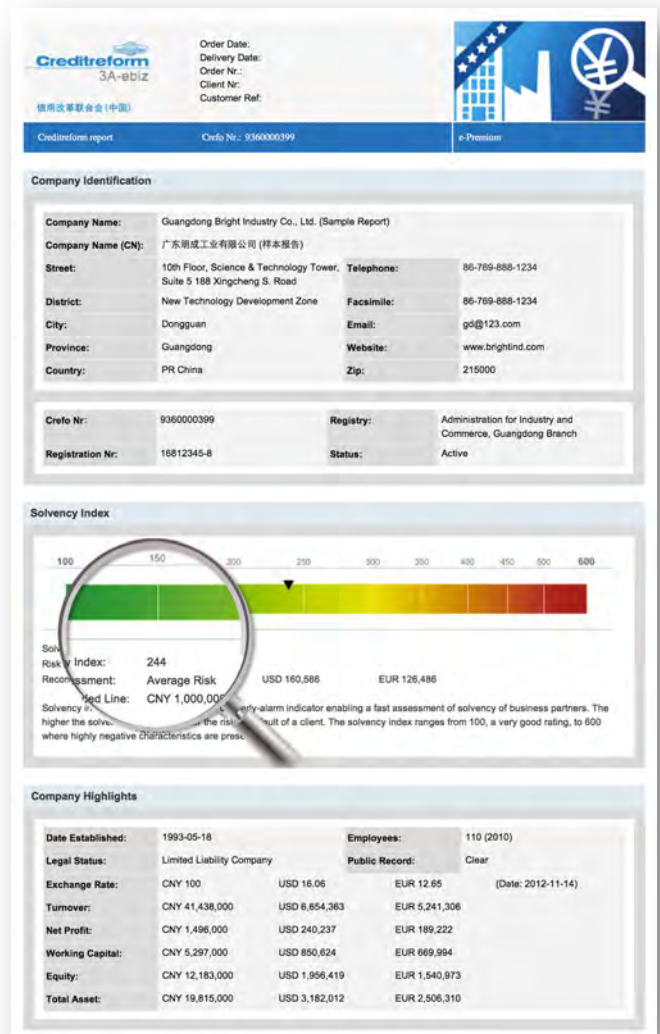 Creditreform
3A-ebiz
信用改革联合会(中国)
Order Date:
Delivery Date:
Order Nr.:
Client Nr:
Customer Ref:
Creditreform report Crefo Nr.: 9360000399 e-Premium
Company Identification
Company Name: Guangdong Bright Industry Co., Ltd. (Sample Report)
Company Name (CN): 广东明成工业有限公司 (样本报告)
Street: 10th Floor, Science & Technology Tower, Telephone: 86-769-888-1234
Suite 5 188 Xingcheng S. Road
District: New Technology Development Zone Facsimile: 86-769-888-1234
City: Dongguan Email: gd@123.com
Province: Guangdong Website: www.brightind.com
Country: PR China Zip: 215000
Crefo Nr: 9360000399 Registry: Administration for Industry and
Commerce, Guangdong Branch
Registration Nr: 16812345-8 Status: Active
Solvency Index
100 150 200 250 300 350 400 450 500 600
Solv
Risk y Index: 244
Recom ssment: Average Risk USD 160,586 EUR 126,486
ded Line: CNY 1,000,000
Solvency in early-alarm indicator enabling a fast assessment of solvency of business partners. The
higher the solve the risk ault of a client. The solvency index ranges from 100, a very good rating, to 600
where highly negative characteristics are prese
Company Highlights
Date Established: 1993-05-18 Employees: 110 (2010)
Legal Status: Limited Liability Company Public Record: Clear
Exchange Rate: CNY 100 USD 16.06 EUR 12.65 (Date: 2012-11-14)
Turnover: CNY 41,438,000 USD 6,654,363 EUR 5,241,306
Net Profit: CNY 1,496,000 USD 240,237 EUR 189,222
Working Capital: CNY 5,297,000 USD 850,624 EUR 669,994
Equity: CNY 12,183,000 USD 1,956,419 EUR 1,540,973
Total Asset: CNY 19,815,000 USD 3,182,012 EUR 2,506,310